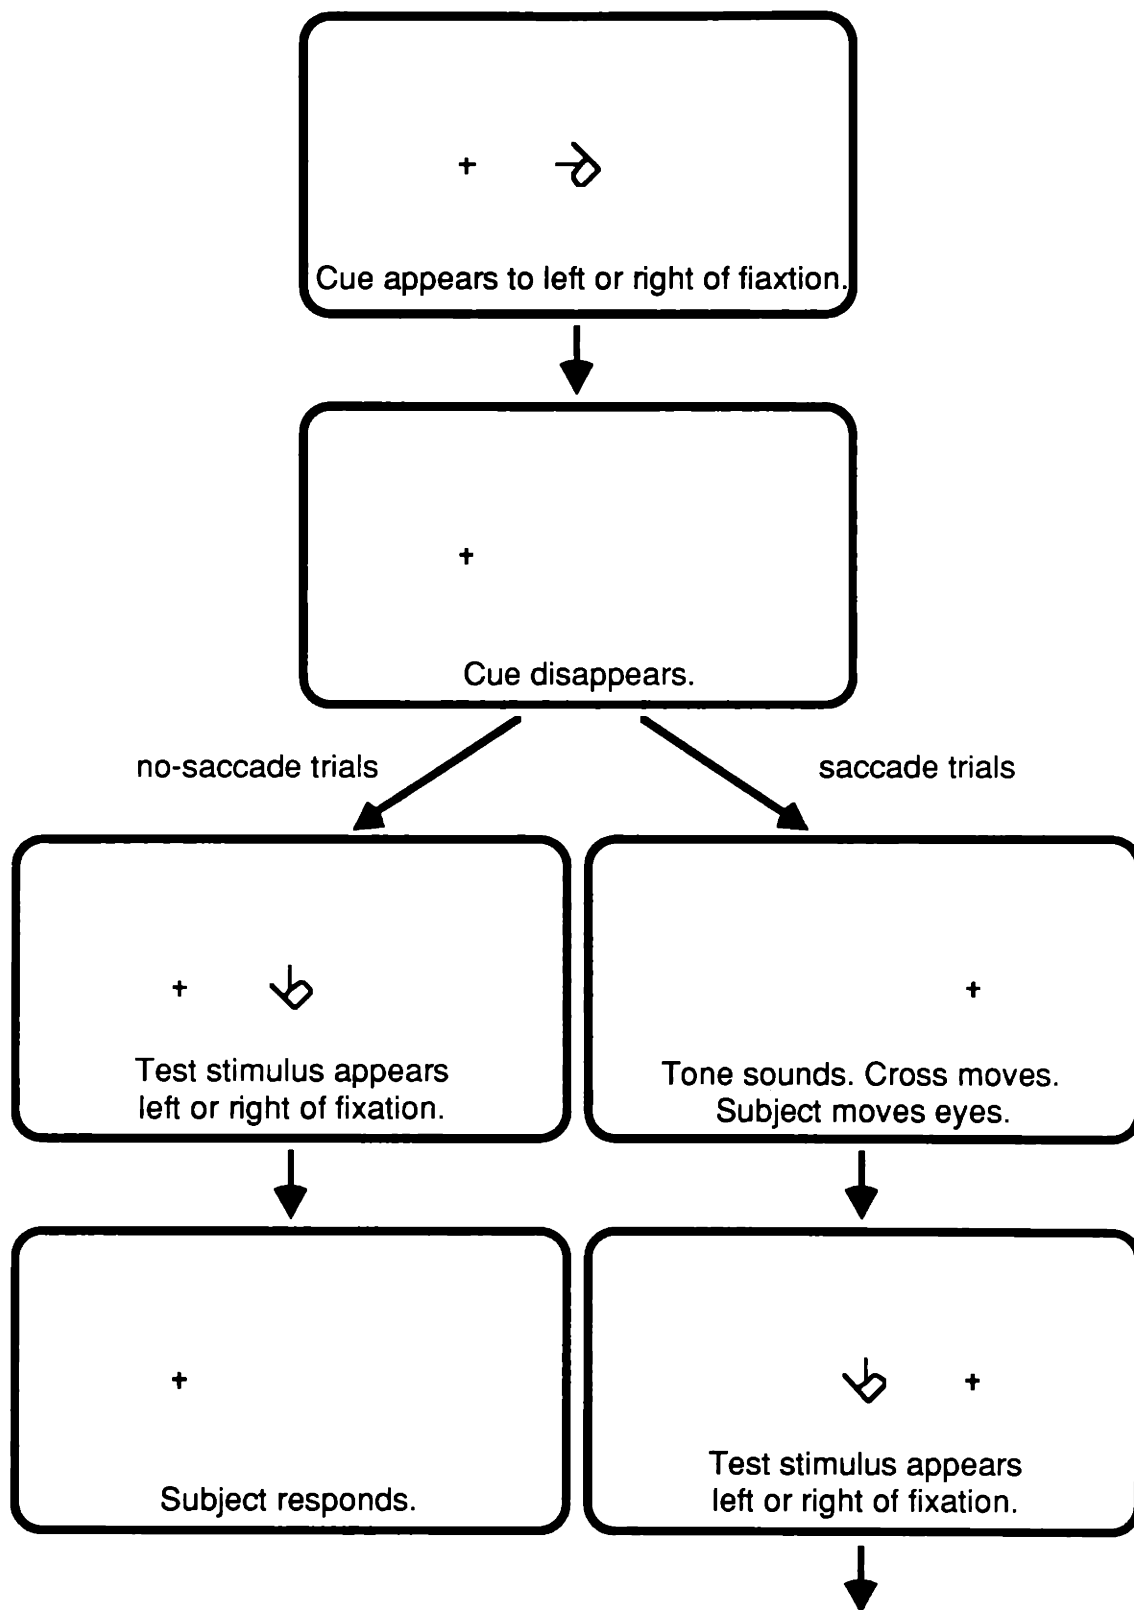 Cue appears to left or right of fiaxtion.
Cue disappears.
no-saccade trials
saccade trials
Test stimulus appears
left or right of fixation.
Tone sounds. Cross moves.
Subject moves eyes.
Subject responds.
Test stimulus appears
left or right of fixation.